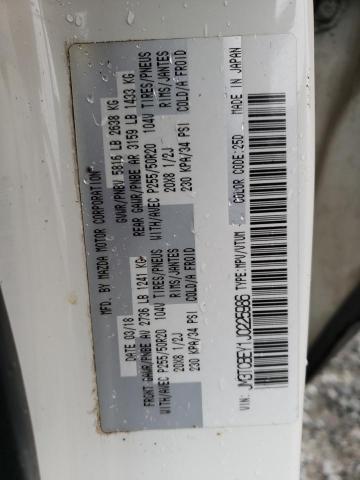 MFD. BY MAZDA MOTOR CORPORATION
DATE: 03/18 GVWR/PNBV 5816 LB 2638 KG
FRONT GAWR/PNBE AV 2736 LB 1241 KG REAR GAWR/PNBE AR 3159 LB 1433 KG
WITH/AVEC P255/50R20 104V TIRES/PNEUS WITH/AVEC P255/50R20 104V TIRES/PNEUS
20X8 1/2J RIMS/JANTES 20X8 1/2J RIMS/JANTES
230 KPA/34 PSI COLD/A FROID 230 KPA/34 PSI COLD/A FROID
VIN: JM3TCBEY1J0225986 TYPE:MPV/VTUM COLOR CODE:25D MADE IN JAPAN